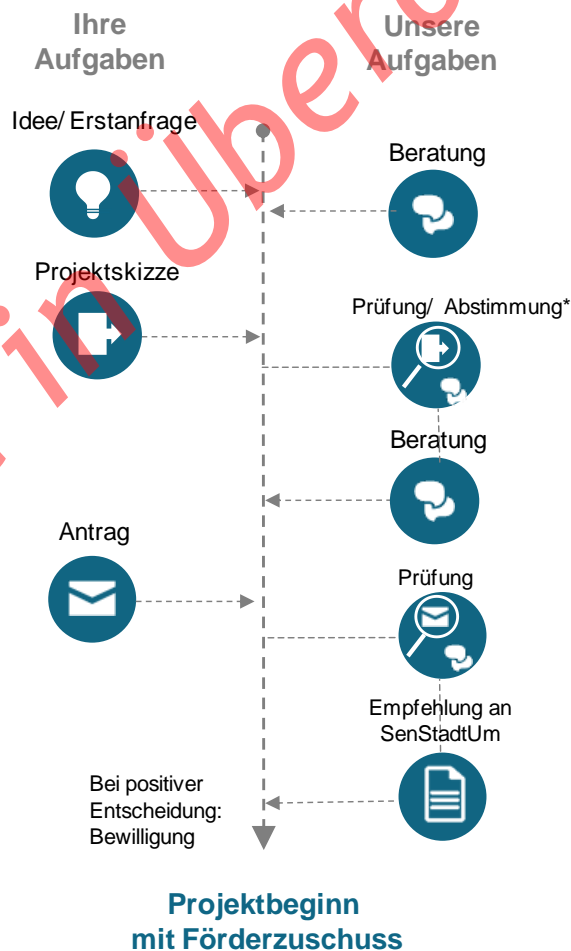 Ihre
Aufgaben
Unsere
Aufgaben
Idee/ Erstanfrage
Beratung
Projektskizze
Prüfung/ Abstimmung*
Beratung
Antrag
Prüfung
Empfehlung an
SenStadtUm
Bei positiver
Entscheidung:
Bewilligung
Projektbeginn
mit Förderzuschuss
in